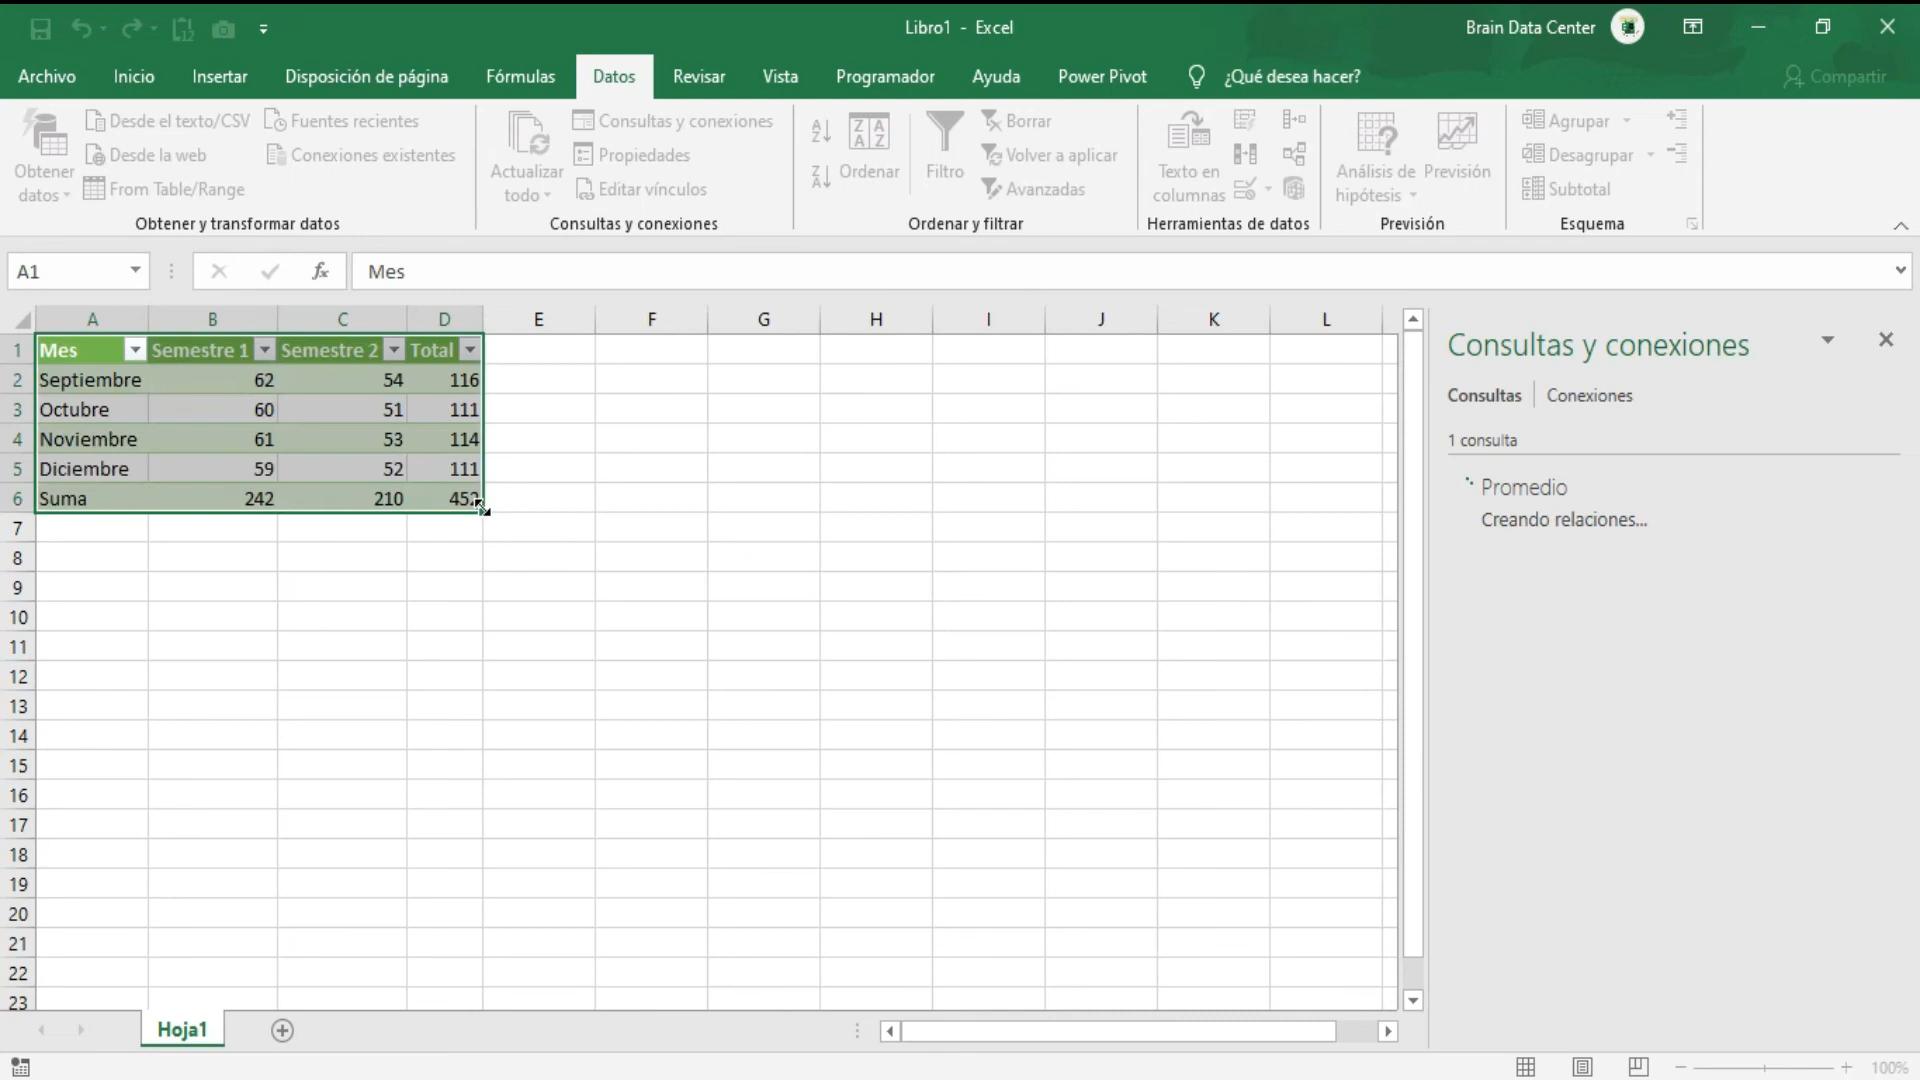 Libro1 - Excel
Brain Data Center
Archivo Inicio Insertar Disposición de página Fórmulas Datos Revisar Vista Programador Ayuda Power Pivot ¿Qué desea hacer? Compartir
Obtener datos
Desde el texto/CSV
Desde la web
From Table/Range
Fuentes recientes
Conexiones existentes
Obtener y transformar datos
Actualizar todo
Consultas y conexiones
Propiedades
Editar vínculos
Consultas y conexiones
Ordenar
Filtro
Borrar
Volver a aplicar
Avanzadas
Ordenar y filtrar
Texto en columnas
Herramientas de datos
Análisis de hipótesis
Previsión
Previsión
Agrupar
Desagrupar
Subtotal
Esquema
A1
fx
Mes
A B C D E F G H I J K L
1 Mes Semestre 1 Semestre 2 Total
2 Septiembre 62 54 116
3 Octubre 60 51 111
4 Noviembre 61 53 114
5 Diciembre 59 52 111
6 Suma 242 210 452
7
8
9
10
11
12
13
14
15
16
17
18
19
20
21
22
23
Consultas y conexiones
Consultas Conexiones
1 consulta
Promedio
Creando relaciones...
Hoja1
100%